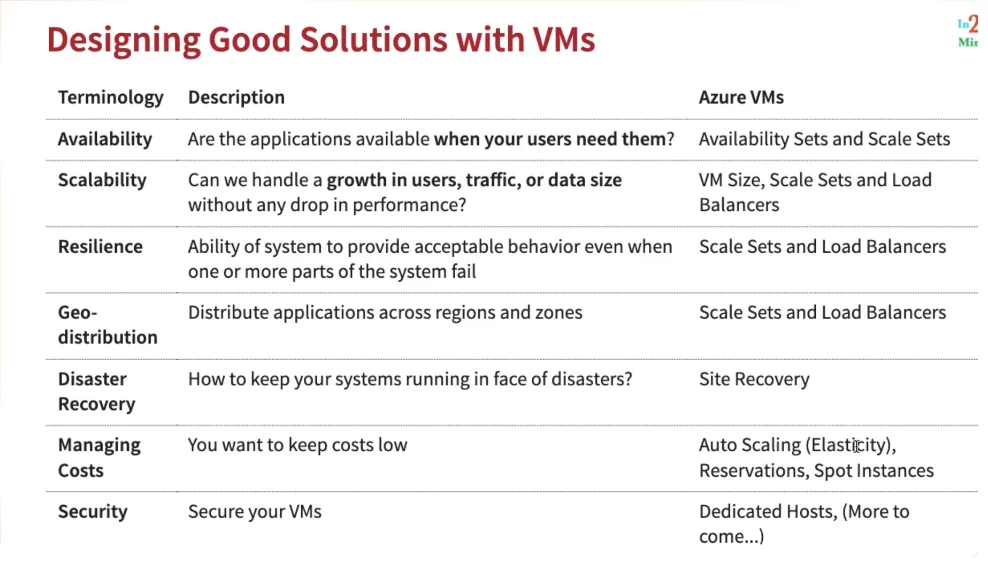 Designing Good Solutions with VMs
In2
Terminology Description Azure VMs
Availability Are the applications available when your users need them? Availability Sets and Scale Sets
Scalability Can we handle a growth in users, traffic, or data size VM Size, Scale Sets and Load
without any drop in performance? Balancers
Resilience Ability of system to provide acceptable behavior even when Scale Sets and Load Balancers
one or more parts of the system fail
Geo- Distribute applications across regions and zones Scale Sets and Load Balancers
distribution
Disaster How to keep your systems running in face of disasters? Site Recovery
Recovery
Managing You want to keep costs low Auto Scaling (Elasticity),
Costs Reservations, Spot Instances
Security Secure your VMs Dedicated Hosts, (More to
come...)